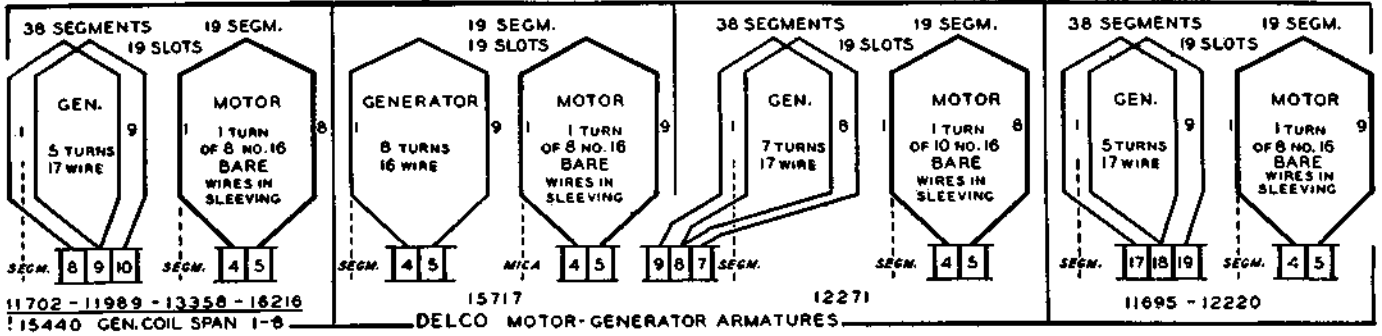 38 SEGMENTS 19 SEGM.
19 SLOTS
GEN.
1 9
5 TURNS
17 WIRE
MOTOR
1 8
1 TURN
OF 8 NO. 16
BARE
WIRES IN
SLEEVING
SEGM. 8 9 10
SEGM. 4 5
11702 - 11989 - 13358 - 16216
15440 GEN. COIL SPAN 1-8
19 SEGM.
19 SLOTS
GENERATOR
1 9
8 TURNS
16 WIRE
MOTOR
1 9
1 TURN
OF 8 NO. 16
BARE
WIRES IN
SLEEVING
SEGM. 4 5
MICA 4 5
15717
38 SEGMENTS 19 SEGM.
19 SLOTS
GEN.
1 8
7 TURNS
17 WIRE
MOTOR
1 8
1 TURN
OF 10 NO. 16
BARE
WIRES IN
SLEEVING
9 8 7 SEGM.
SEGM. 4 5
12271
38 SEGMENTS 19 SEGM.
19 SLOTS
GEN.
1 9
5 TURNS
17 WIRE
MOTOR
1 9
1 TURN
OF 8 NO. 16
BARE
WIRES IN
SLEEVING
SEGM. 17 18 19
SEGM. 4 5
11695 - 12220
DELCO MOTOR-GENERATOR ARMATURES